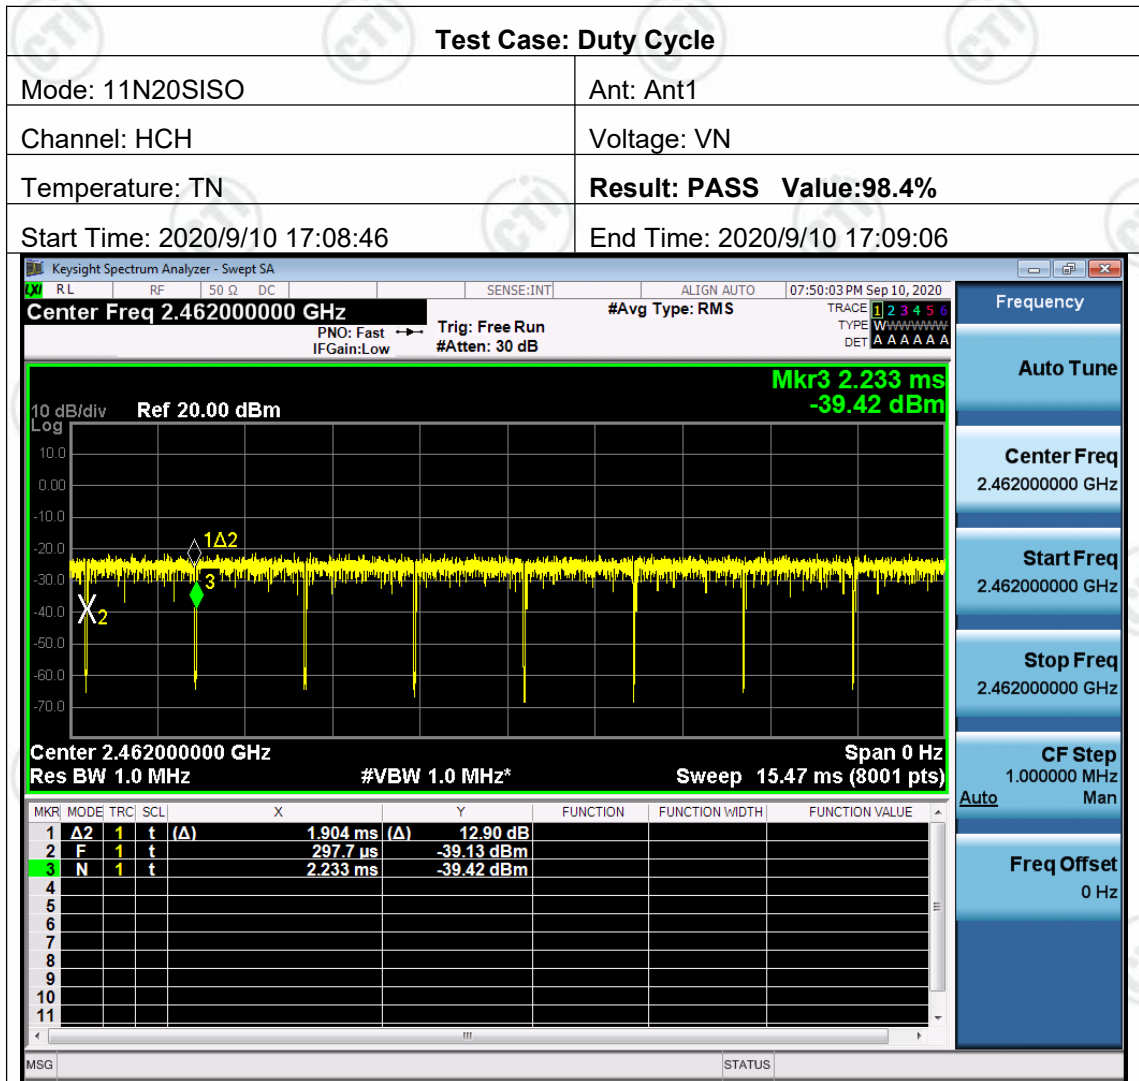 Test Case: Duty Cycle
Mode: 11N20SISO Ant: Ant1
Channel: HCH Voltage: VN
Temperature: TN Result: PASS Value:98.4%
Start Time: 2020/9/10 17:08:46 End Time: 2020/9/10 17:09:06
Keysight Spectrum Analyzer - Swept SA
LXI RL RF 50 Ω DC SENSE:INT ALIGN AUTO 07:50:03 PM Sep 10, 2020
Center Freq 2.462000000 GHz #Avg Type: RMS TRACE 1 2 3 4 5 6
PNO: Fast Trig: Free Run TYPE WWWWWW
IFGain:Low #Atten: 30 dB DET A A A A A A
Frequency
Auto Tune
Center Freq
2.462000000 GHz
Start Freq
2.462000000 GHz
Stop Freq
2.462000000 GHz
CF Step
1.000000 MHz
Auto Man
Freq Offset
0 Hz
Mkr3 2.233 ms
-39.42 dBm
10 dB/div Ref 20.00 dBm
Log
10.0
0.00
-10.0
-20.0
-30.0
-40.0
-50.0
-60.0
-70.0
1Δ2
3
X2
Center 2.462000000 GHz Span 0 Hz
Res BW 1.0 MHz #VBW 1.0 MHz* Sweep 15.47 ms (8001 pts)
MKR MODE TRC SCL X Y FUNCTION FUNCTION WIDTH FUNCTION VALUE
1 Δ2 1 t (Δ) 1.904 ms (Δ) 12.90 dB
2 F 1 t 297.7 µs -39.13 dBm
3 N 1 t 2.233 ms -39.42 dBm
4
5
6
7
8
9
10
11
MSG STATUS
CTI